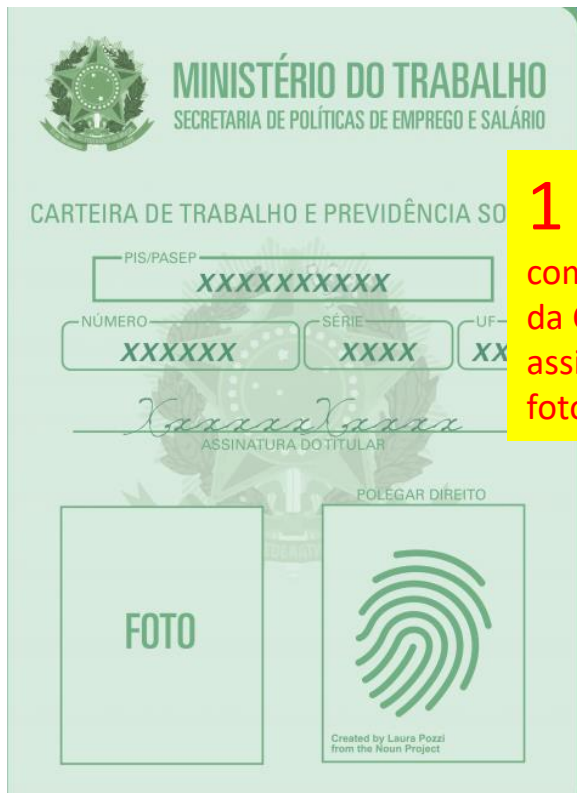 MINISTÉRIO DO TRABALHO
SECRETARIA DE POLÍTICAS DE EMPREGO E SALÁRIO
CARTEIRA DE TRABALHO E PREVIDÊNCIA SO
1
PIS/PASEP
XXXXXXXXXX
con
da
assi
foto
NÚMERO
SÉRIE
UF
XXXXXX
XXXX
XX
XxxxxxXxxxx
ASSINATURA DO TITULAR
POLEGAR DIREITO
FOTO
Created by Laura Pozzi
from the Noun Project